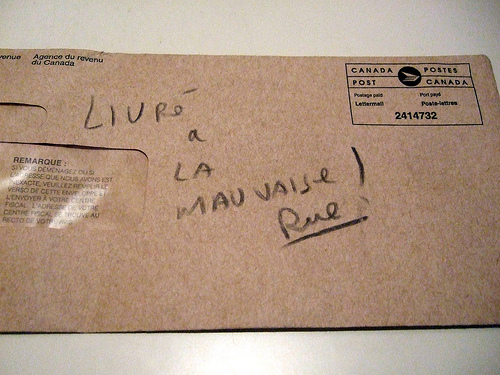 venue Agence du revenu
du Canada
CANADA POSTES
POST CANADA
Postage paid Port payé
Lettermail Poste-lettres
2414732
LIVRÉ
a
LA
MAUVAISE
Rue!
REMARQUE :
SI VOUS DÉMÉNAGEZ OU SI
ADRESSE QUE NOUS AVONS EST
INEXACTE, VEUILLEZ REMPLIR LE
VERSO DE CETTE ENVELOPPE ET
L'ENVOYER À VOTRE CENTRE
FISCAL. L'ADRESSE DE VOTRE
CENTRE FISCAL SE TROUVE AU
RECTO DE VOTRE